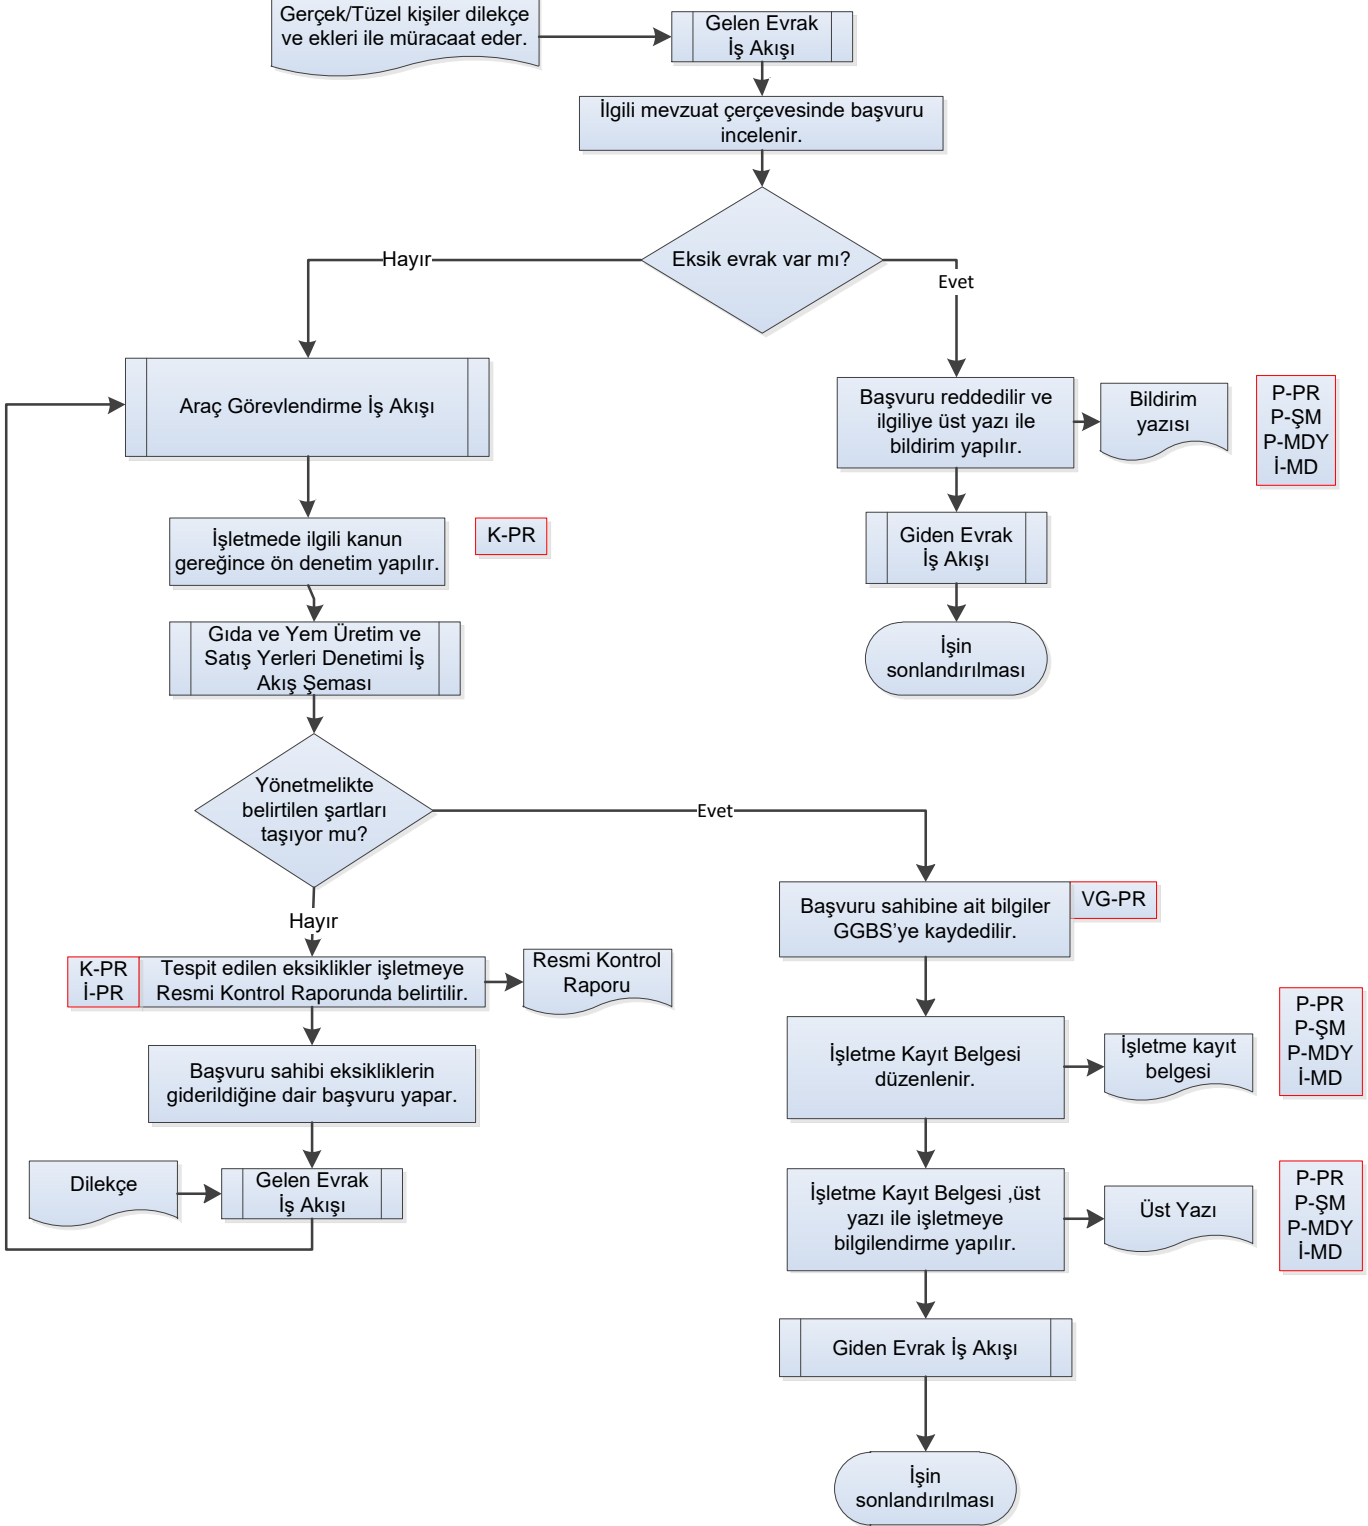 Gerçek/Tüzel kişiler dilekçe
ve ekleri ile müracaat eder.
Gelen Evrak
İş Akışı
İlgili mevzuat çerçevesinde başvuru
incelenir.
Eksik evrak var mı?
Hayır
Evet
Araç Görevlendirme İş Akışı
Başvuru reddedilir ve
ilgiliye üst yazı ile
bildirim yapılır.
Bildirim
yazısı
P-PR
P-ŞM
P-MDY
İ-MD
İşletmede ilgili kanun
gereğince ön denetim yapılır.
K-PR
Giden Evrak
İş Akışı
Gıda ve Yem Üretim ve
Satış Yerleri Denetimi İş
Akış Şeması
İşin
sonlandırılması
Yönetmelikte
belirtilen şartları
taşıyor mu?
Evet
Hayır
Başvuru sahibine ait bilgiler
GGBS’ye kaydedilir.
VG-PR
K-PR
İ-PR
Tespit edilen eksiklikler işletmeye
Resmi Kontrol Raporunda belirtilir.
Resmi Kontrol
Raporu
Başvuru sahibi eksikliklerin
giderildiğine dair başvuru yapar.
İşletme Kayıt Belgesi
düzenlenir.
İşletme kayıt
belgesi
P-PR
P-ŞM
P-MDY
İ-MD
Dilekçe
Gelen Evrak
İş Akışı
İşletme Kayıt Belgesi ,üst
yazı ile işletmeye
bilgilendirme yapılır.
Üst Yazı
P-PR
P-ŞM
P-MDY
İ-MD
Giden Evrak İş Akışı
İşin
sonlandırılması